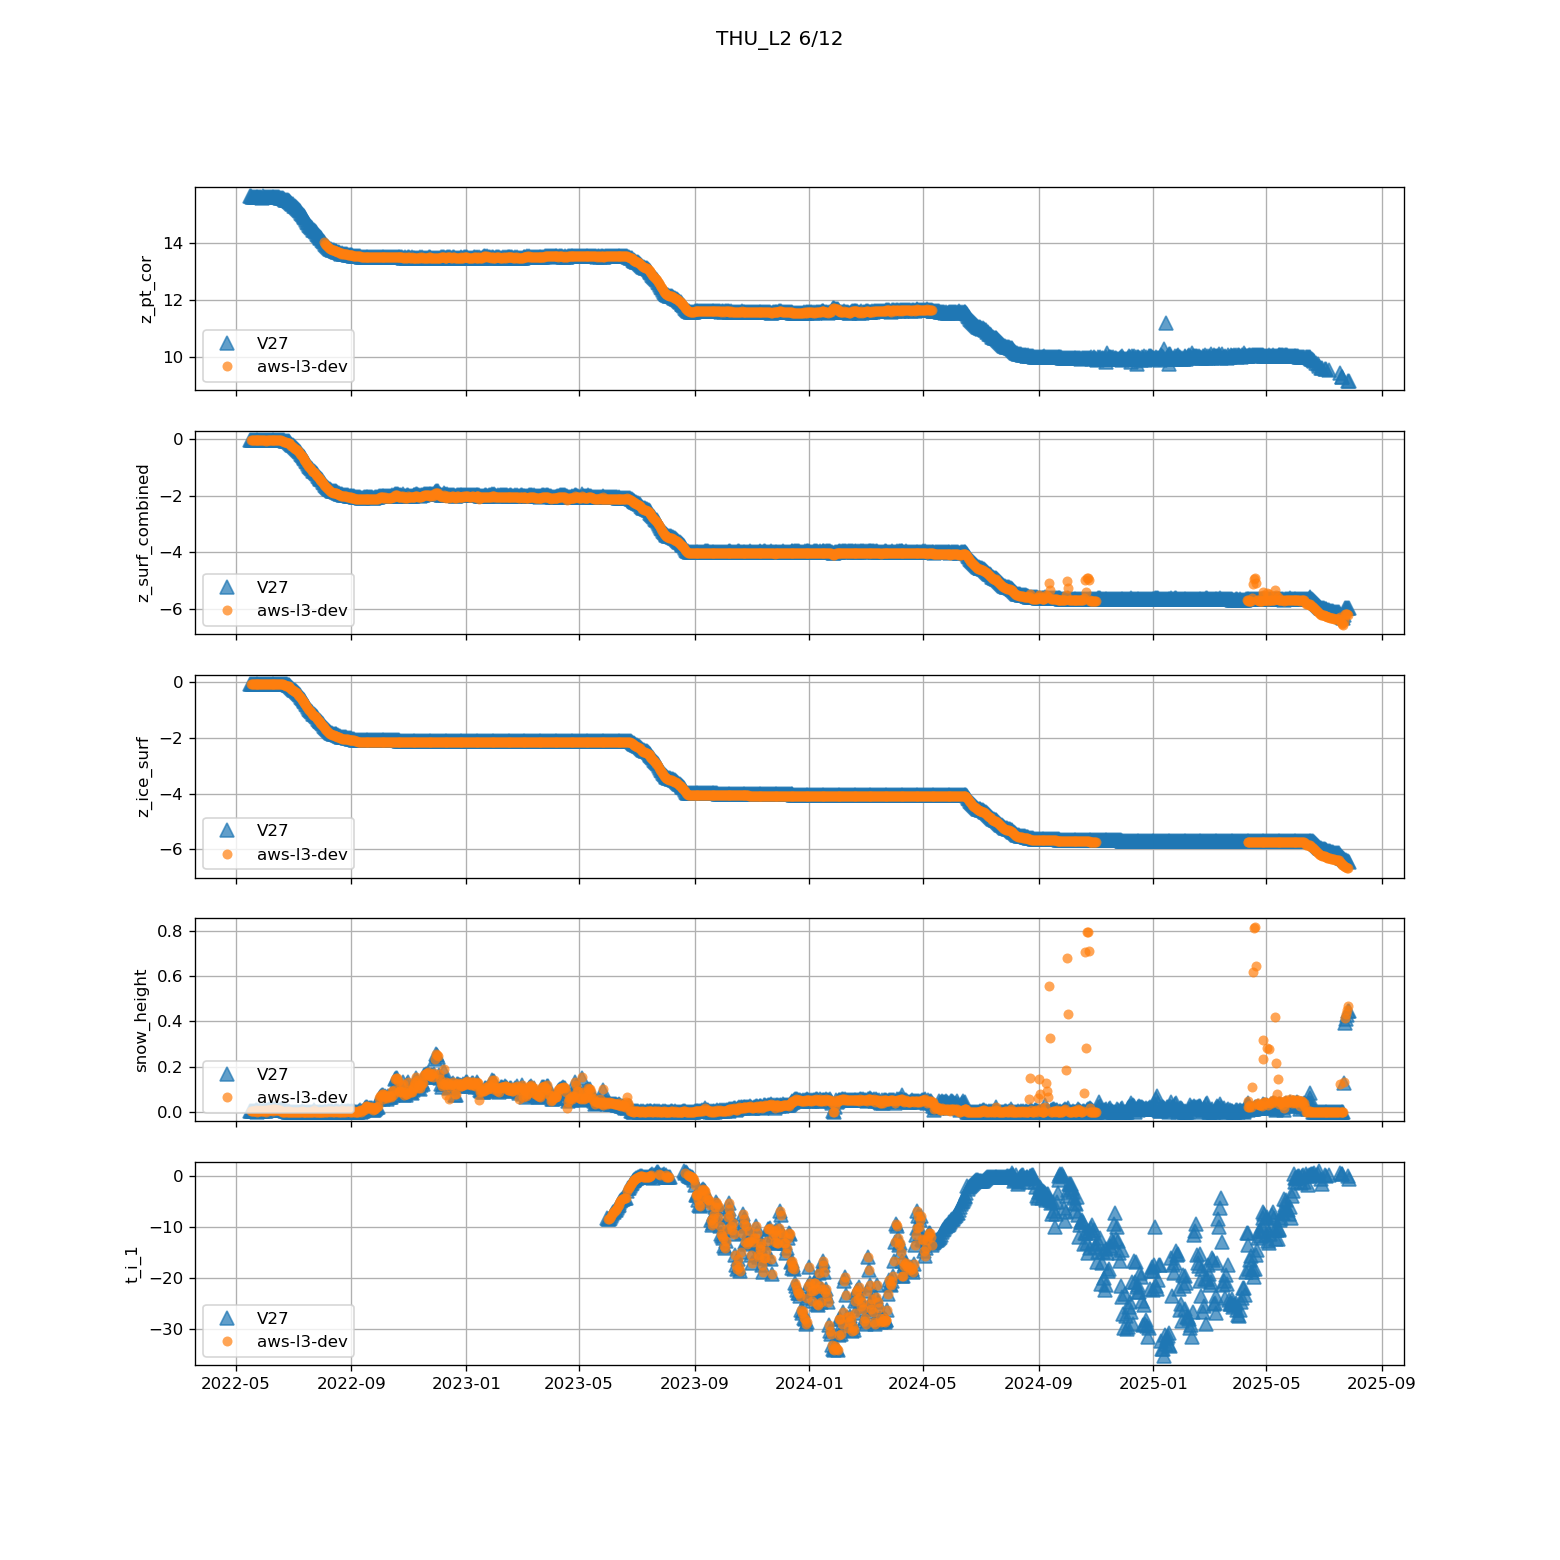 THU_L2 6/12
z_pt_cor
14
12
10
V27
aws-l3-dev
z_surf_combined
0
−2
−4
−6
V27
aws-l3-dev
z_ice_surf
0
−2
−4
−6
V27
aws-l3-dev
snow_height
0.8
0.6
0.4
0.2
0.0
V27
aws-l3-dev
t_i_1
0
−10
−20
−30
V27
aws-l3-dev
2022-05 2022-09 2023-01 2023-05 2023-09 2024-01 2024-05 2024-09 2025-01 2025-05 2025-09